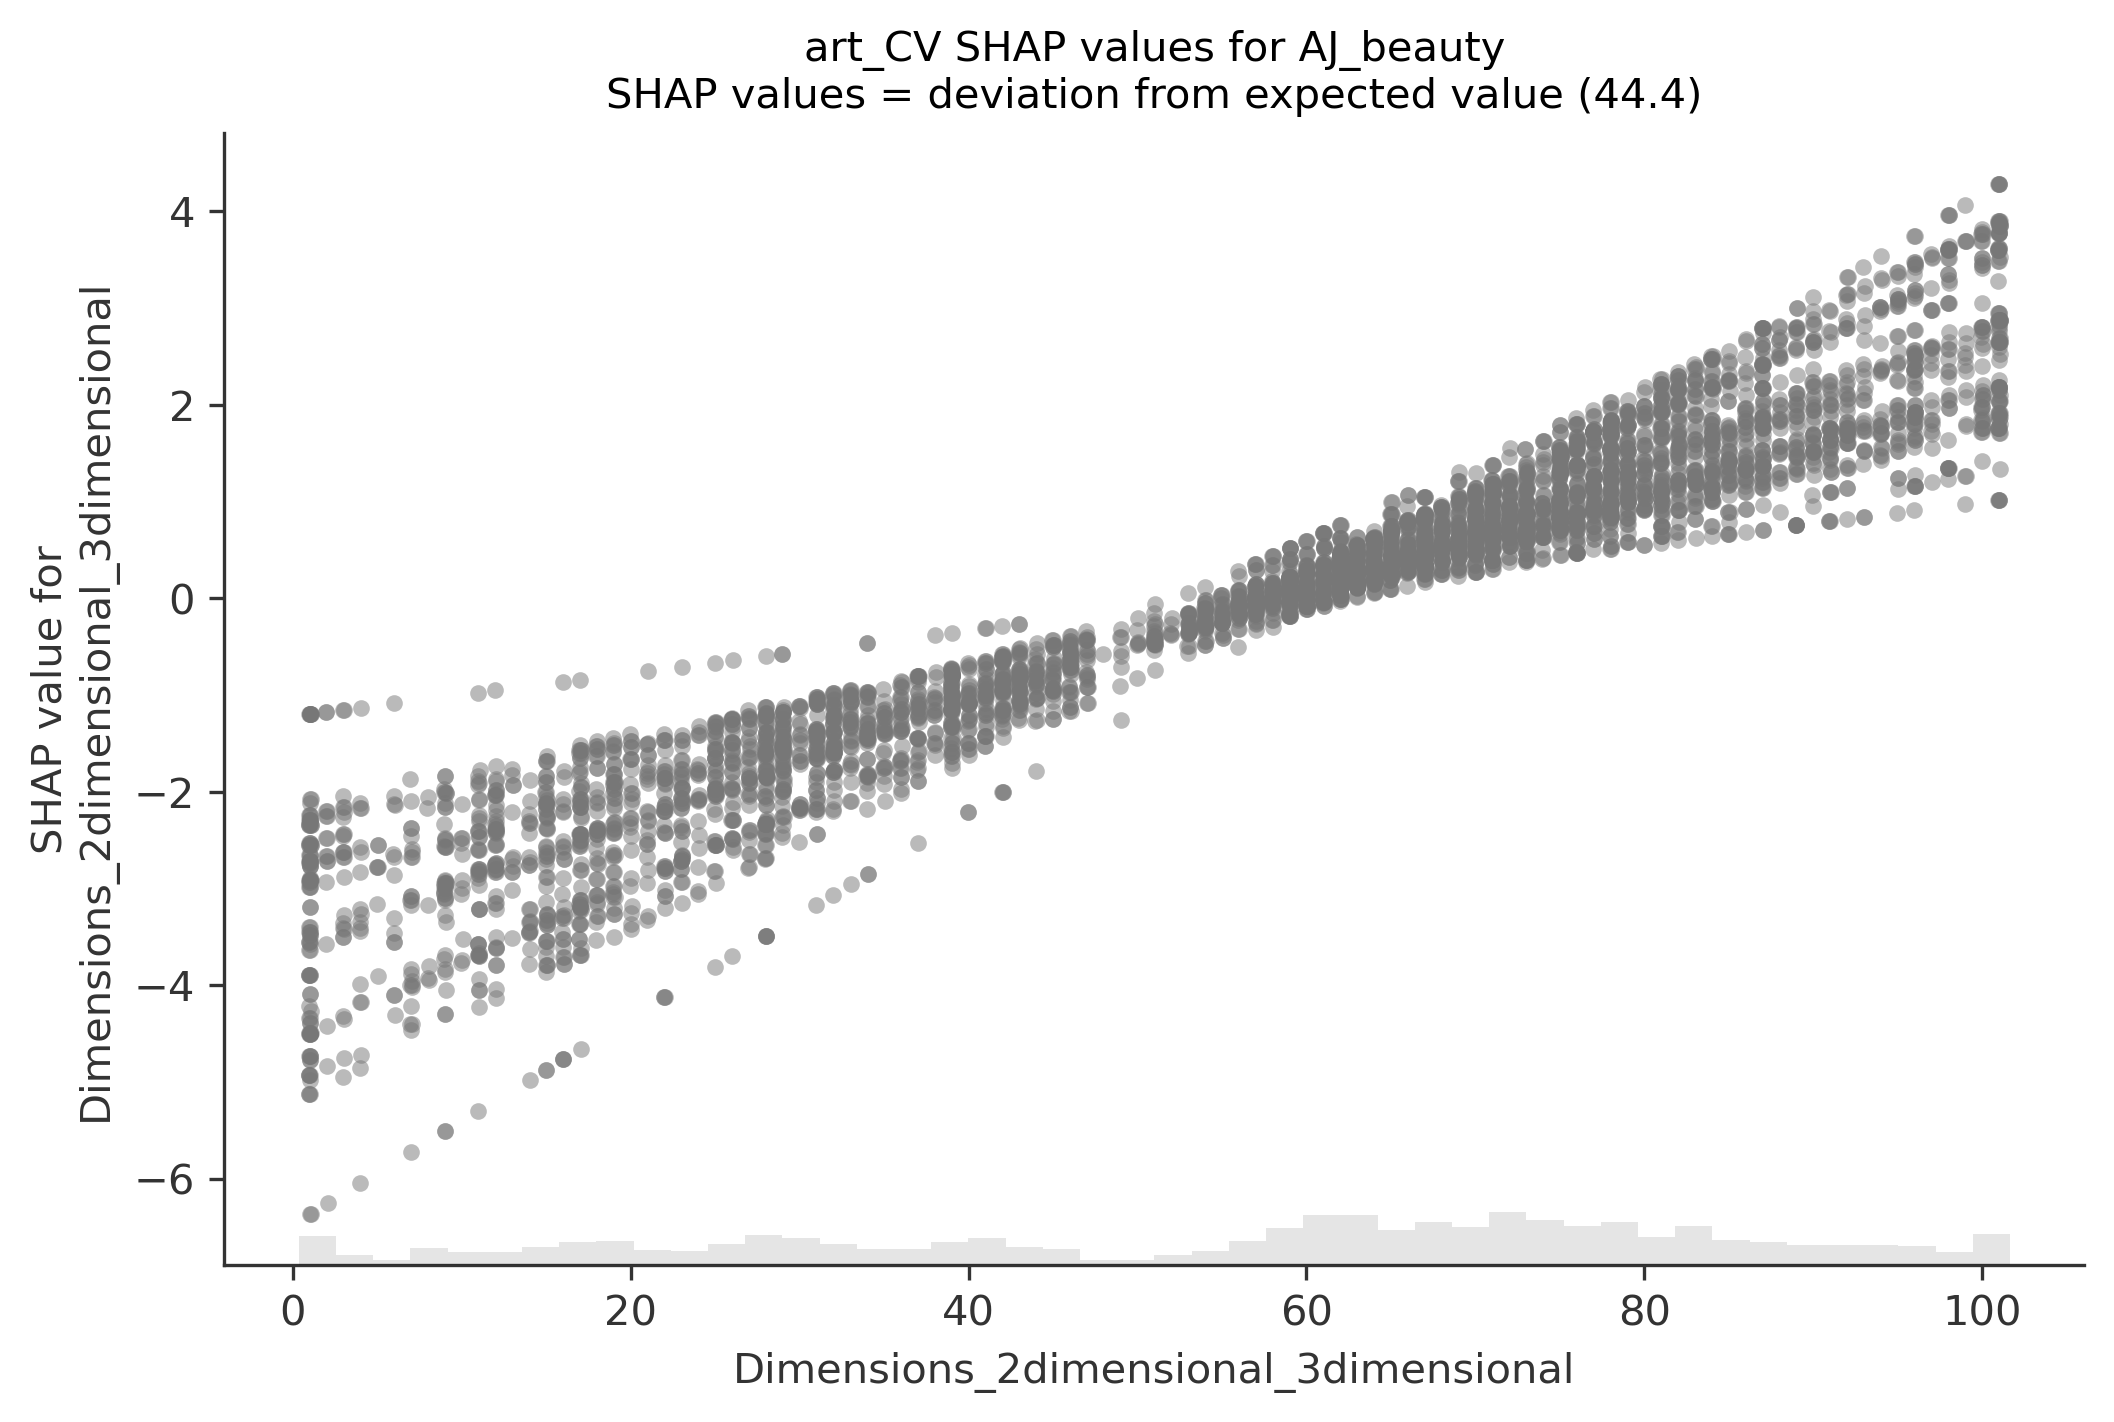 art_CV SHAP values for AJ_beauty
SHAP values = deviation from expected value (44.4)
SHAP value for
Dimensions_2dimensional_3dimensional
4
2
0
−2
−4
−6
0 20 40 60 80 100
Dimensions_2dimensional_3dimensional